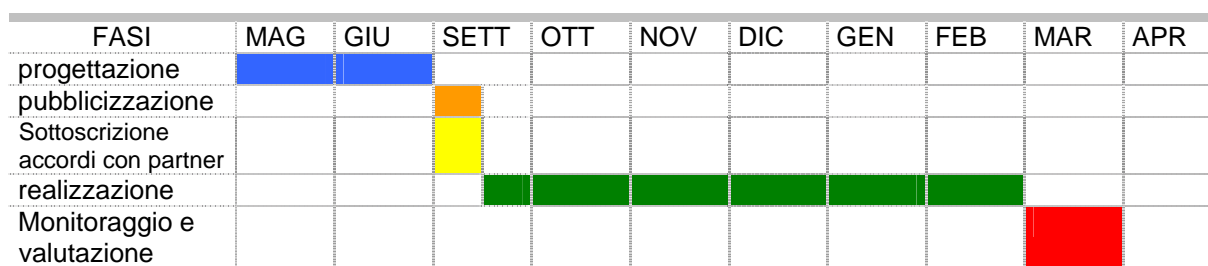 FASI MAG GIU SETT OTT NOV DIC GEN FEB MAR APR
progettazione
pubblicizzazione
Sottoscrizione
accordi con partner
realizzazione
Monitoraggio e
valutazione